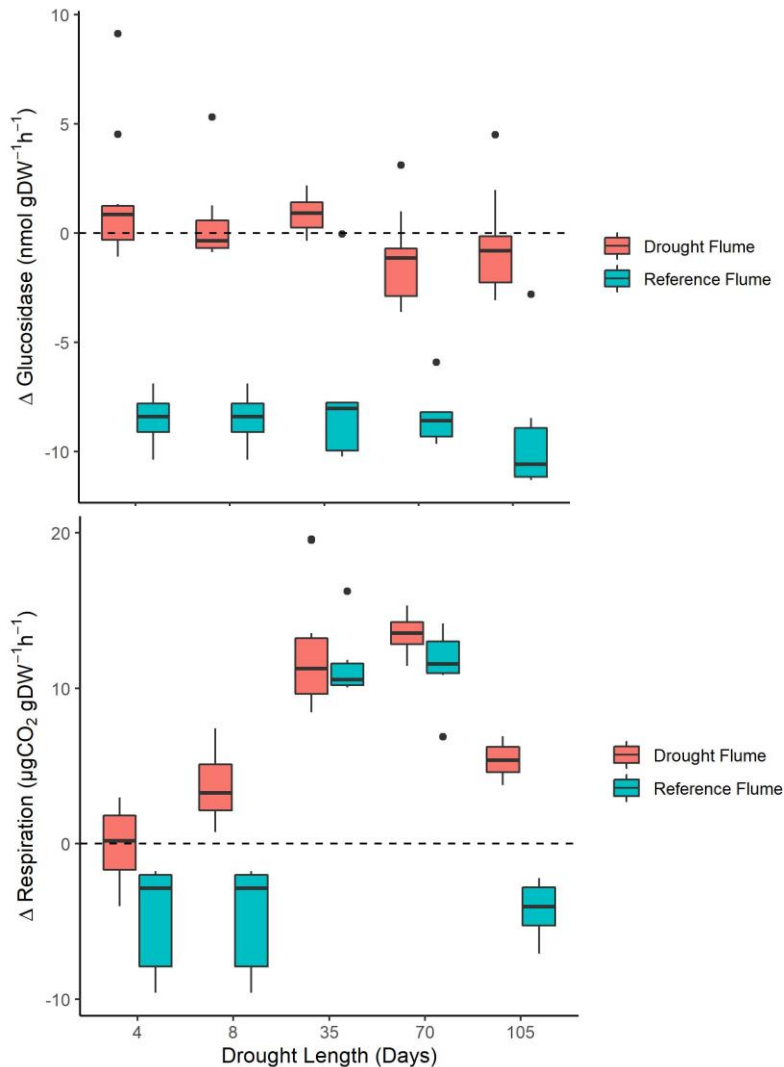 10
5
0
-5
-10
Δ Glucosidase (nmol gDW⁻¹h⁻¹)
Drought Flume
Reference Flume
20
10
0
-10
Δ Respiration (µgCO₂ gDW⁻¹h⁻¹)
Drought Flume
Reference Flume
4 8 35 70 105
Drought Length (Days)